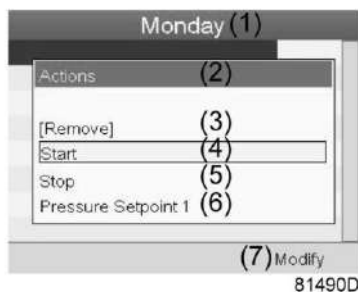 Monday (1)
Actions (2)
[Remove] (3)
Start (4)
Stop (5)
Pressure Setpoint 1 (6)
(7) Modify
81490D